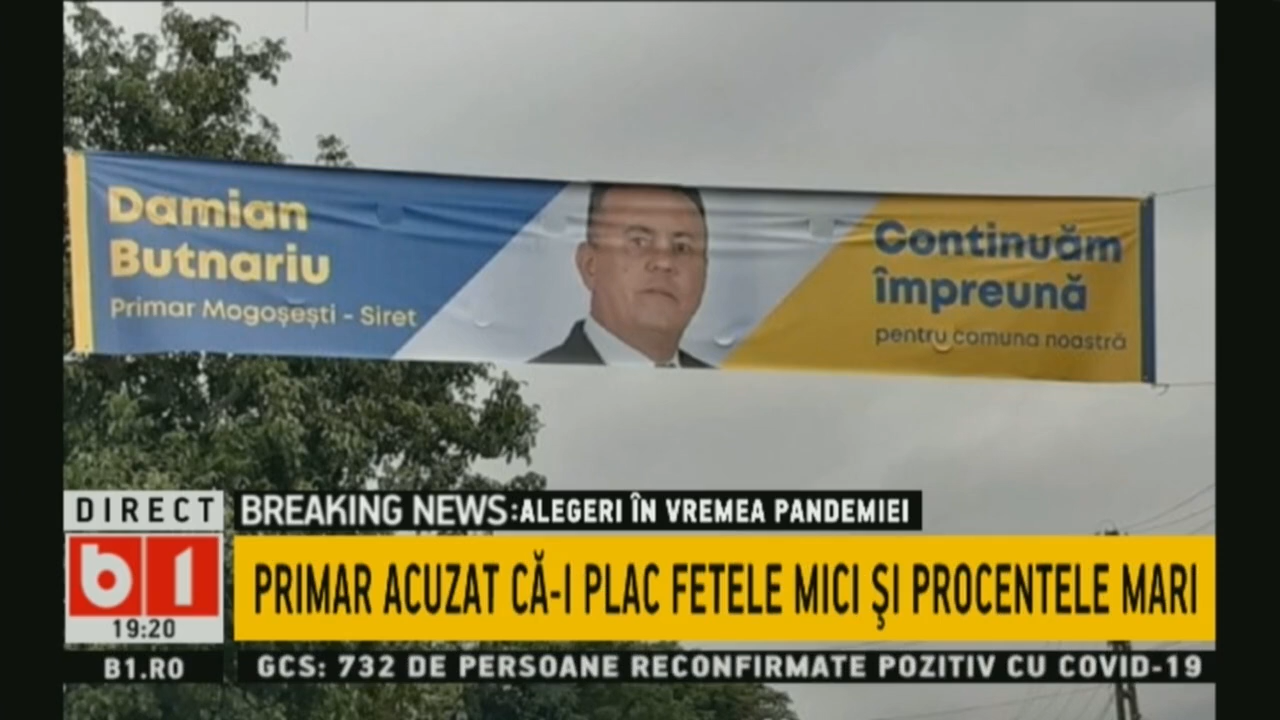 Damian
Butnariu
Primar Mogoșești - Siret
Continuăm
împreună
pentru comuna noastră
DIRECT
BREAKING NEWS:ALEGERI ÎN VREMEA PANDEMIEI
b1
PRIMAR ACUZAT CĂ-I PLAC FETELE MICI ŞI PROCENTELE MARI
19:20
B1.RO
GCS: 732 DE PERSOANE RECONFIRMATE POZITIV CU COVID-19